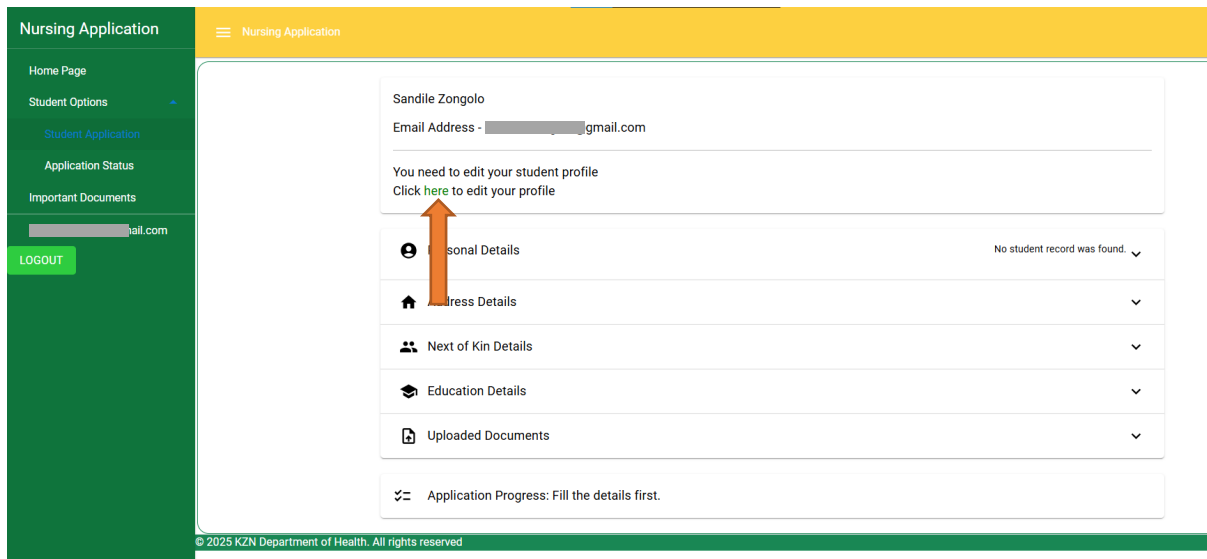 Nursing Application
Nursing Application
Home Page
Student Options
Student Application
Application Status
Important Documents
ail.com
LOGOUT
Sandile Zongolo
Email Address - gmail.com
You need to edit your student profile
Click here to edit your profile
Personal Details
No student record was found.
Address Details
Next of Kin Details
Education Details
Uploaded Documents
Application Progress: Fill the details first.
© 2025 KZN Department of Health. All rights reserved